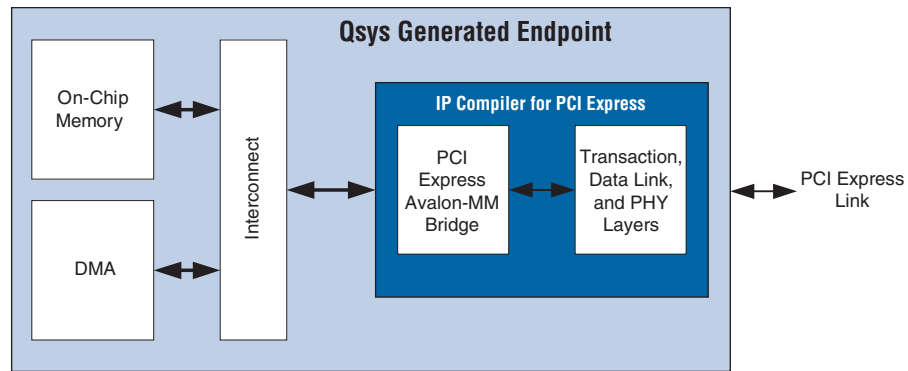 Qsys Generated Endpoint
On-Chip
Memory
DMA
Interconnect
IP Compiler for PCI Express
PCI
Express
Avalon-MM
Bridge
Transaction,
Data Link,
and PHY
Layers
PCI Express
Link